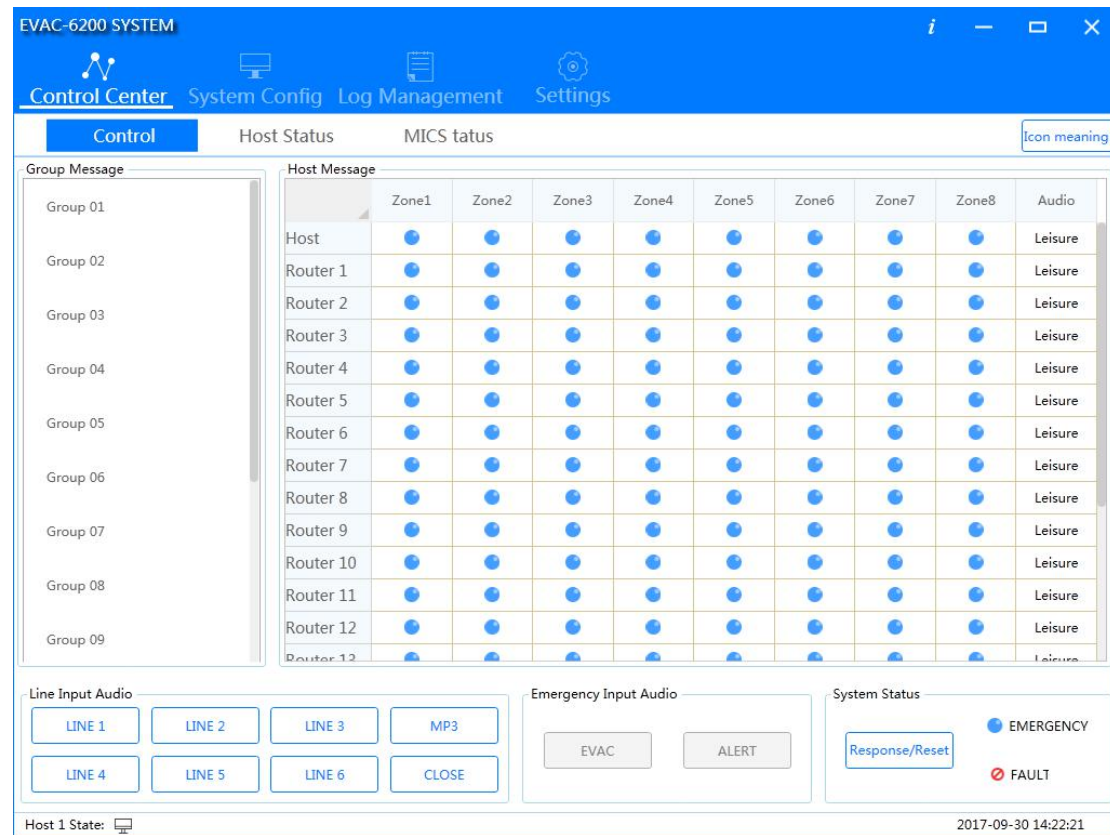 EVAC-6200 SYSTEM
i
Control Center System Config Log Management Settings
Control Host Status MICS tatus Icon meaning
Group Message
Group 01
Group 02
Group 03
Group 04
Group 05
Group 06
Group 07
Group 08
Group 09
Host Message
Zone1 Zone2 Zone3 Zone4 Zone5 Zone6 Zone7 Zone8 Audio
Host Leisure
Router 1 Leisure
Router 2 Leisure
Router 3 Leisure
Router 4 Leisure
Router 5 Leisure
Router 6 Leisure
Router 7 Leisure
Router 8 Leisure
Router 9 Leisure
Router 10 Leisure
Router 11 Leisure
Router 12 Leisure
Router 13 Leisure
Line Input Audio
LINE 1 LINE 2 LINE 3 MP3
LINE 4 LINE 5 LINE 6 CLOSE
Emergency Input Audio
EVAC ALERT
System Status
Response/Reset
EMERGENCY
FAULT
Host 1 State:
2017-09-30 14:22:21